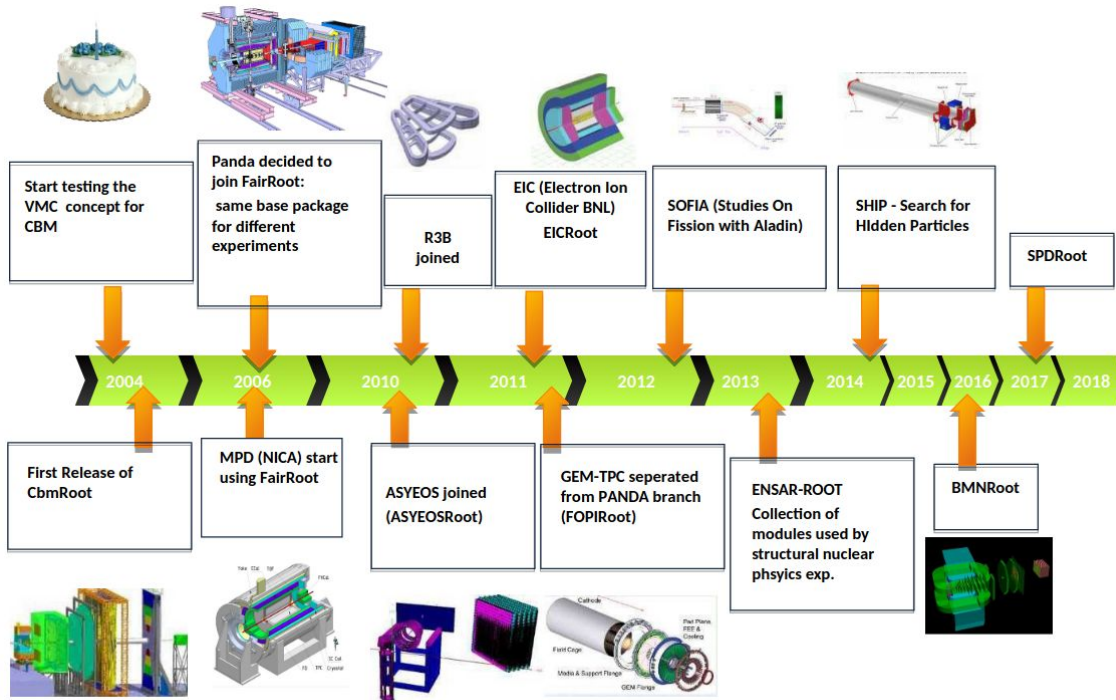 Start testing the
VMC concept for
CBM
Panda decided to
join FairRoot:
same base package
for different
experiments
R3B
joined
EIC (Electron Ion
Collider BNL)
EICRoot
SOFIA (Studies On
Fission with Aladin)
SHIP - Search for
HIdden Particles
SPDRoot
2004
2006
2010
2011
2012
2013
2014
2015
2016
2017
2018
First Release of
CbmRoot
MPD (NICA) start
using FairRoot
ASYEOS joined
(ASYEOSRoot)
GEM-TPC seperated
from PANDA branch
(FOPIRoot)
ENSAR-ROOT
Collection of
modules used by
structural nuclear
phsyics exp.
BMNRoot
Cathode
Field Cage
Media & Support Flange
GEM Flange
Pad Plane,
FEE &
Cooling